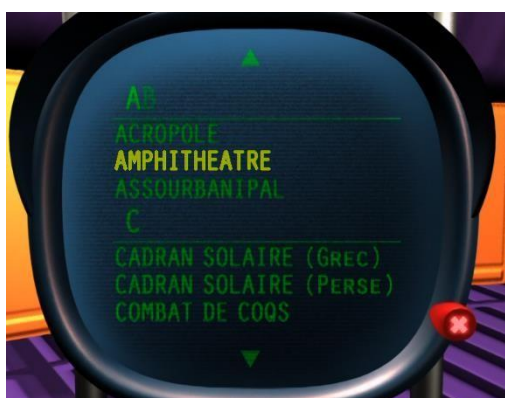 AB
ACROPOLE
AMPHITHEATRE
ASSOURBANIPAL
C
CADRAN SOLAIRE (GREC)
CADRAN SOLAIRE (PERSE)
COMBAT DE COQS